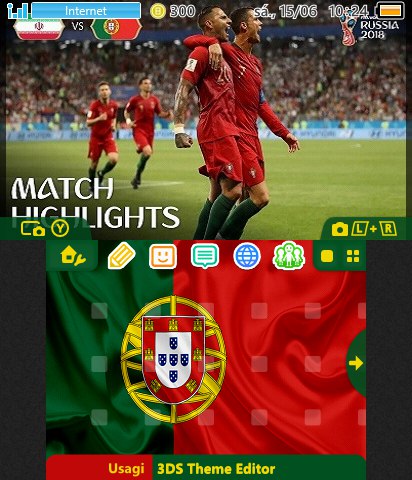 Internet
300
sá., 15/06
10:24
VS
RUSSIA
2018
MATCH
HIGHLIGHTS
Y
L + R
Usagi
3DS Theme Editor